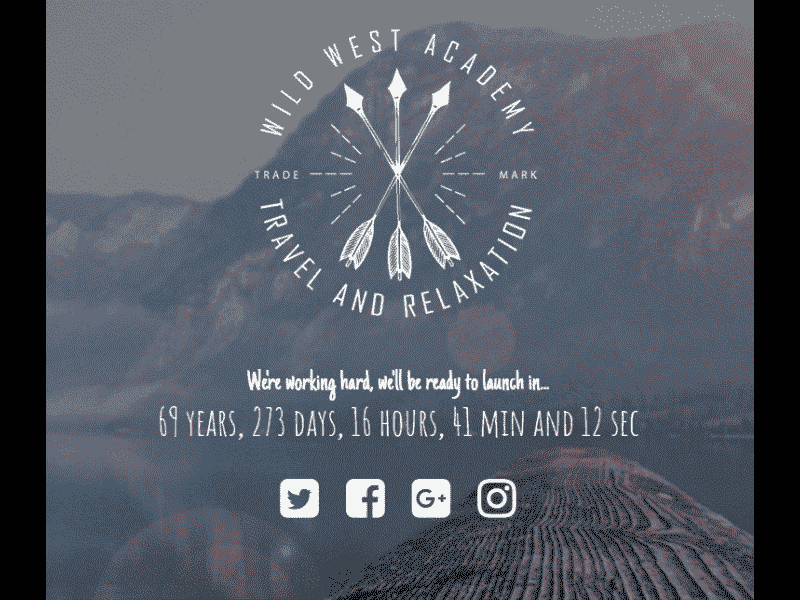 WILD WEST ACADEMY
TRADE MARK
TRAVEL AND RELAXATION
We're working hard, we'll be ready to launch in...
69 YEARS, 273 DAYS, 16 HOURS, 41 MIN AND 12 SEC
G+